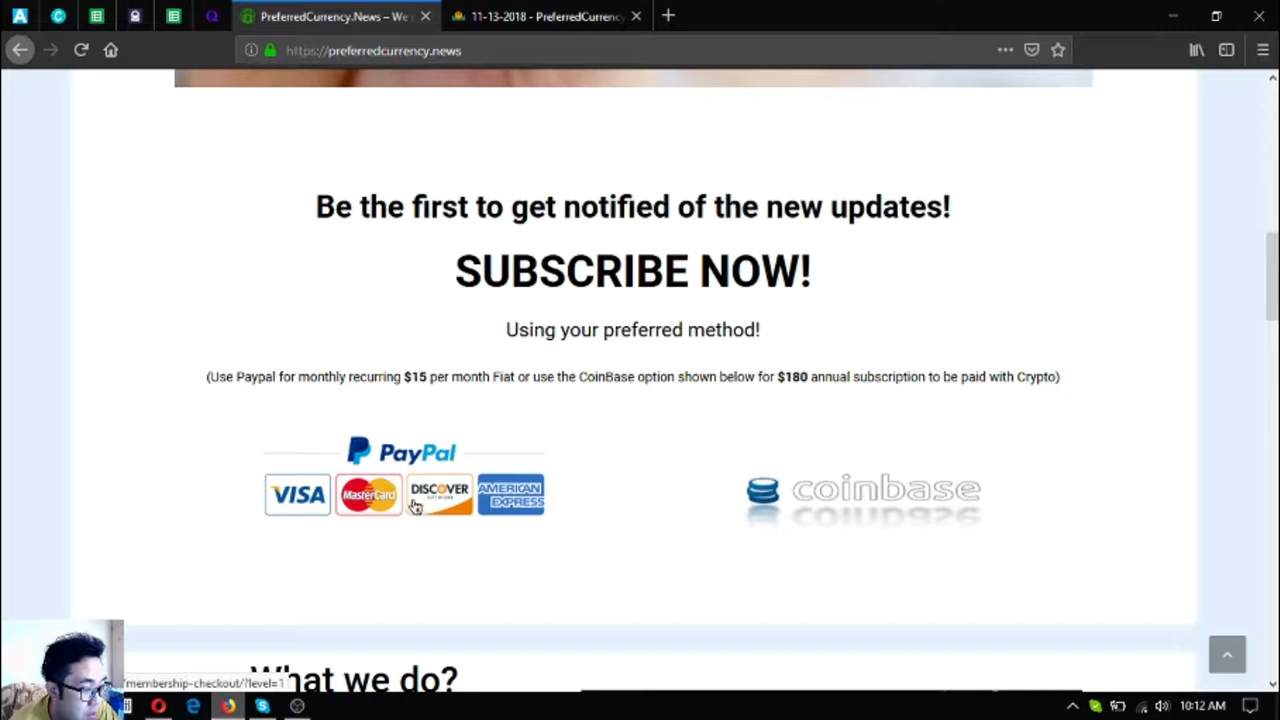 PreferredCurrency.News – We
11-13-2018 - PreferredCurrency
https://preferredcurrency.news
Be the first to get notified of the new updates!
SUBSCRIBE NOW!
Using your preferred method!
(Use Paypal for monthly recurring $15 per month Fiat or use the CoinBase option shown below for $180 annual subscription to be paid with Crypto)
PayPal
VISA MasterCard DISCOVER AMERICAN EXPRESS
coinbase
What we do?
/membership-checkout/?level=1
10:12 AM